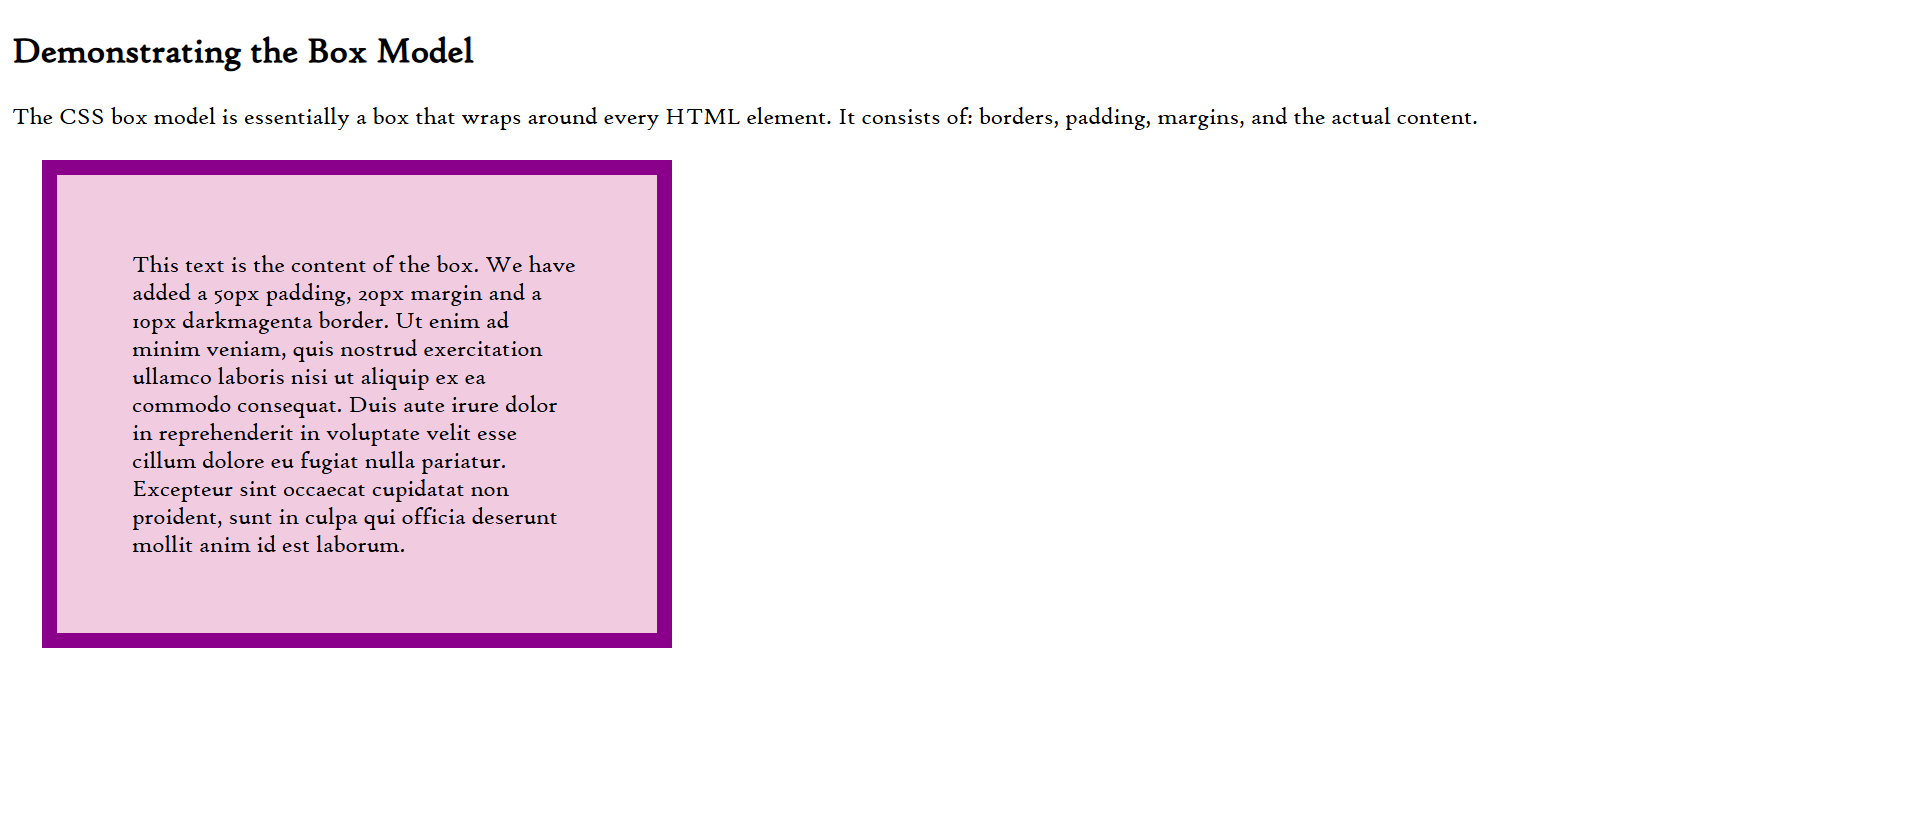 Demonstrating the Box Model
The CSS box model is essentially a box that wraps around every HTML element. It consists of: borders, padding, margins, and the actual content.
This text is the content of the box. We have
added a 50px padding, 20px margin and a
10px darkmagenta border. Ut enim ad
minim veniam, quis nostrud exercitation
ullamco laboris nisi ut aliquip ex ea
commodo consequat. Duis aute irure dolor
in reprehenderit in voluptate velit esse
cillum dolore eu fugiat nulla pariatur.
Excepteur sint occaecat cupidatat non
proident, sunt in culpa qui officia deserunt
mollit anim id est laborum.